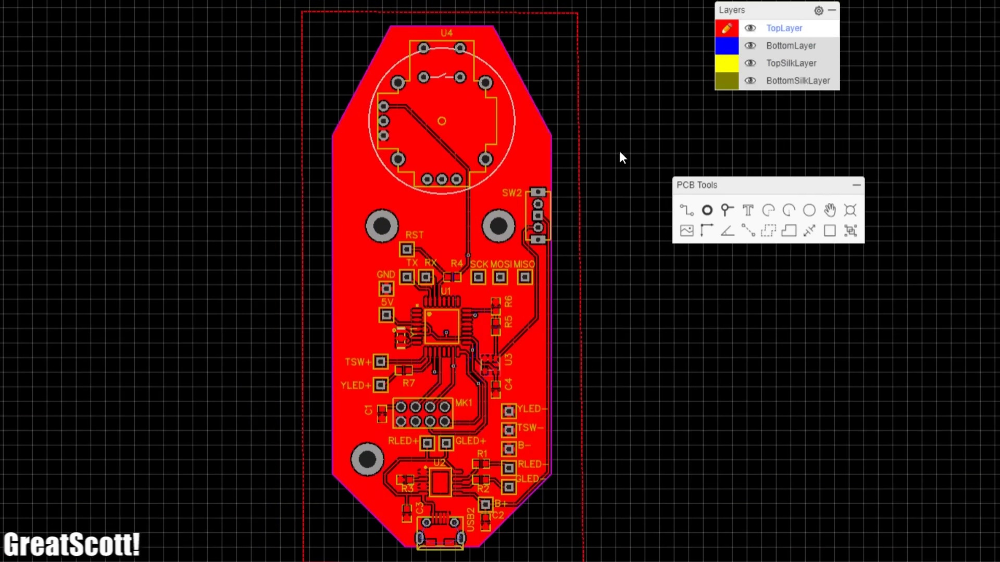 Layers
TopLayer
BottomLayer
TopSilkLayer
BottomSilkLayer
PCB Tools
U4
SW2
RST
TX RX R4 SCK MOSI MISO
GND
U1
5V
R6
R5
Y1
TSW+
U3
YLED+
R7
C4
C1
MK1
YLED-
TSW-
RLED+ GLED+
B-
R1
U2
RLED-
GLED-
R3
R2
B+
C3
USB2
C2
GreatScott!